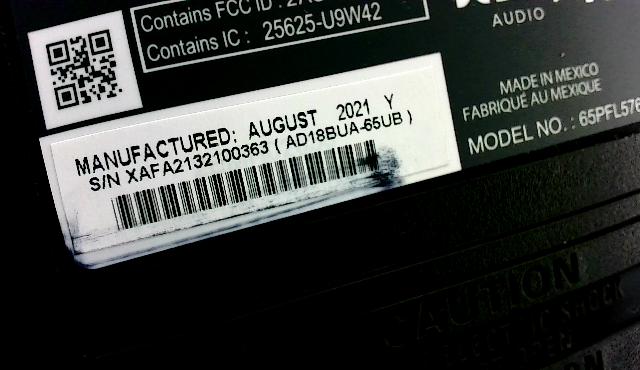 Contains FCC ID :
Contains IC : 25625-U9W42
AUDIO
MADE IN MEXICO
FABRIQUÉ AU MEXIQUE
MODEL NO. : 65PFL576
MANUFACTURED: AUGUST 2021 Y
S/N XAFA2132100363 ( AD18BUA-65UB )
CAUTION
SHOCK